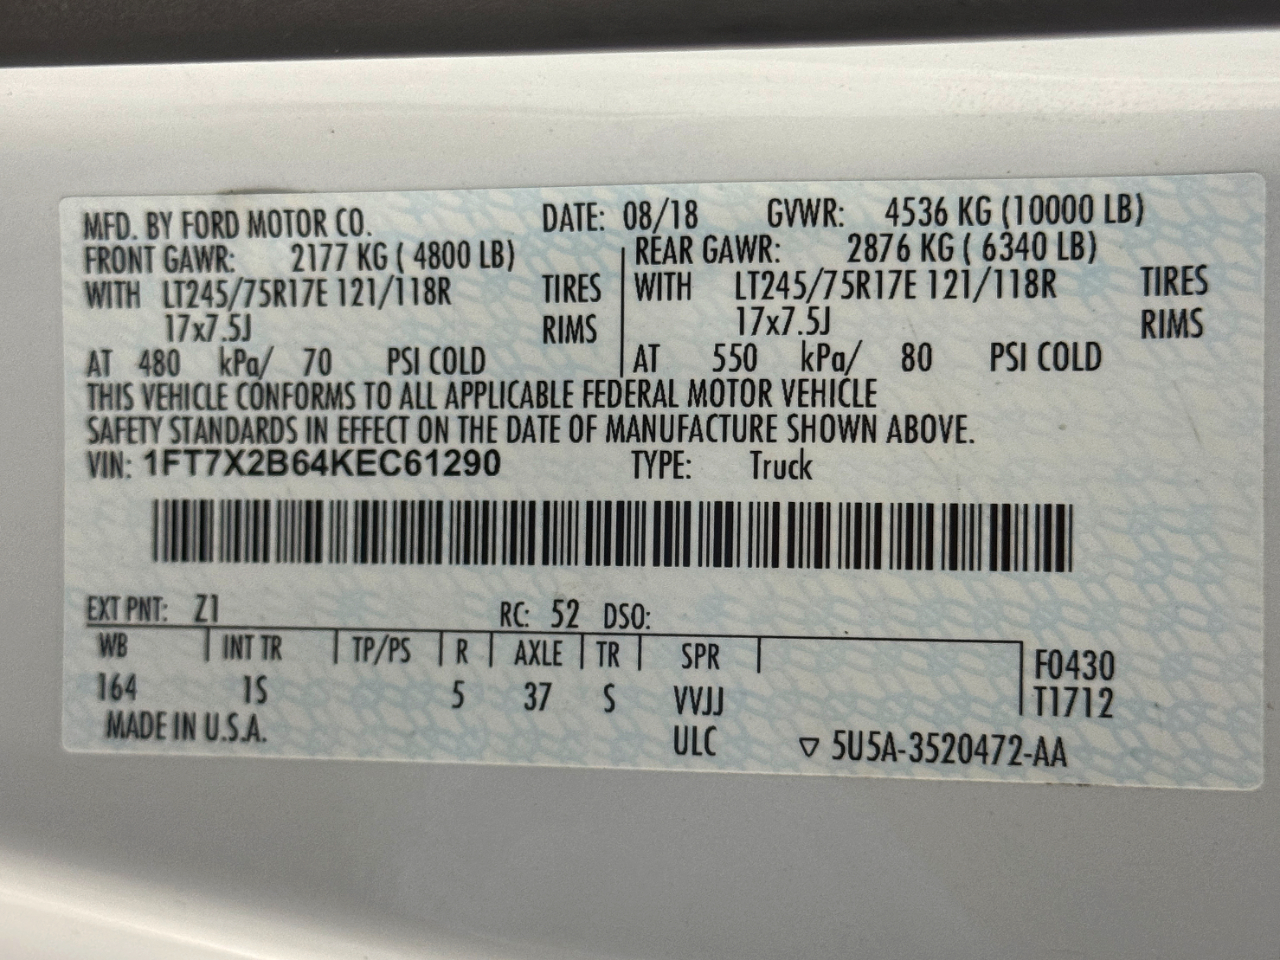 MFD. BY FORD MOTOR CO. DATE: 08/18 GVWR: 4536 KG (10000 LB)
FRONT GAWR: 2177 KG ( 4800 LB) REAR GAWR: 2876 KG ( 6340 LB)
WITH LT245/75R17E 121/118R TIRES WITH LT245/75R17E 121/118R TIRES
17x7.5J RIMS 17x7.5J RIMS
AT 480 kPa/ 70 PSI COLD AT 550 kPa/ 80 PSI COLD
THIS VEHICLE CONFORMS TO ALL APPLICABLE FEDERAL MOTOR VEHICLE
SAFETY STANDARDS IN EFFECT ON THE DATE OF MANUFACTURE SHOWN ABOVE.
VIN: 1FT7X2B64KEC61290 TYPE: Truck
EXT PNT: Z1 RC: 52 DSO:
WB INT TR TP/PS R AXLE TR SPR F0430
164 1S 5 37 S VVJJ T1712
MADE IN U.S.A. ULC ▽ 5U5A-3520472-AA